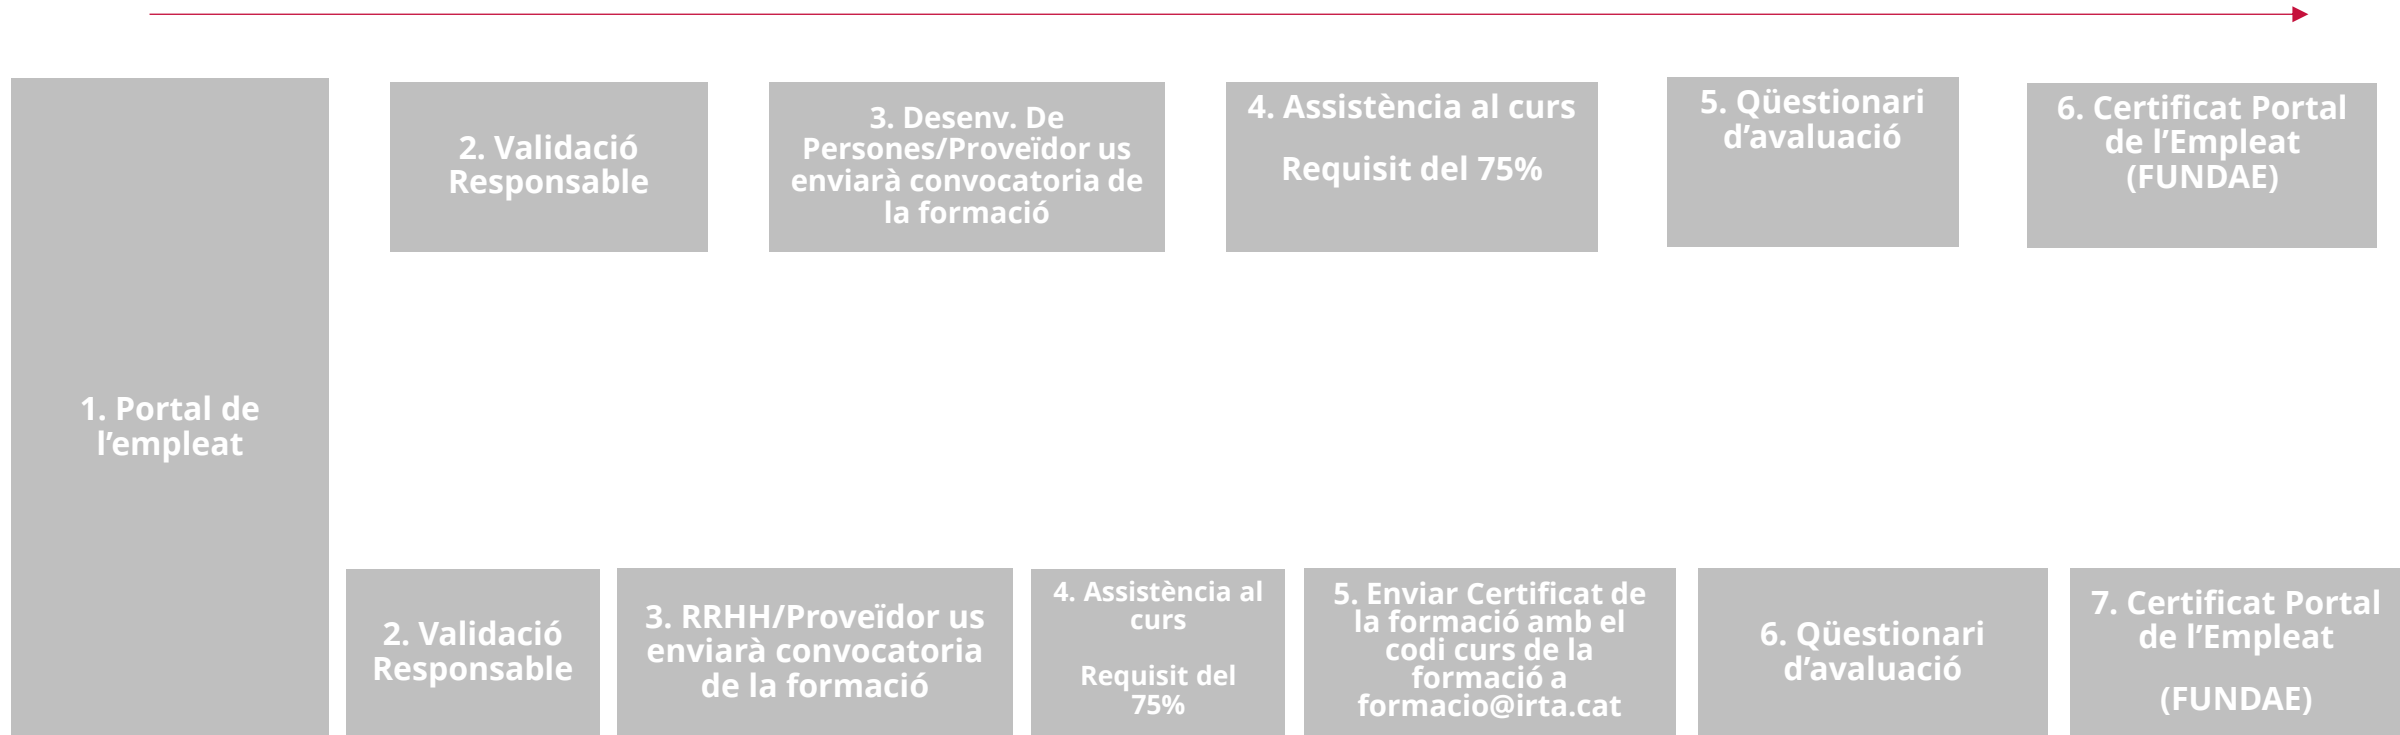 1. Portal de
l’empleat
2. Validació
Responsable
3. Desenv. De
Persones/Proveïdor us
enviarà convocatoria de
la formació
4. Assistència al curs
Requisit del 75%
5. Qüestionari
d’avaluació
6. Certificat Portal
de l’Empleat
(FUNDAE)
2. Validació
Responsable
3. RRHH/Proveïdor us
enviarà convocatoria
de la formació
4. Assistència al
curs
Requisit del
75%
5. Enviar Certificat de
la formació amb el
codi curs de la
formació a
formacio@irta.cat
6. Qüestionari
d’avaluació
7. Certificat Portal
de l’Empleat
(FUNDAE)